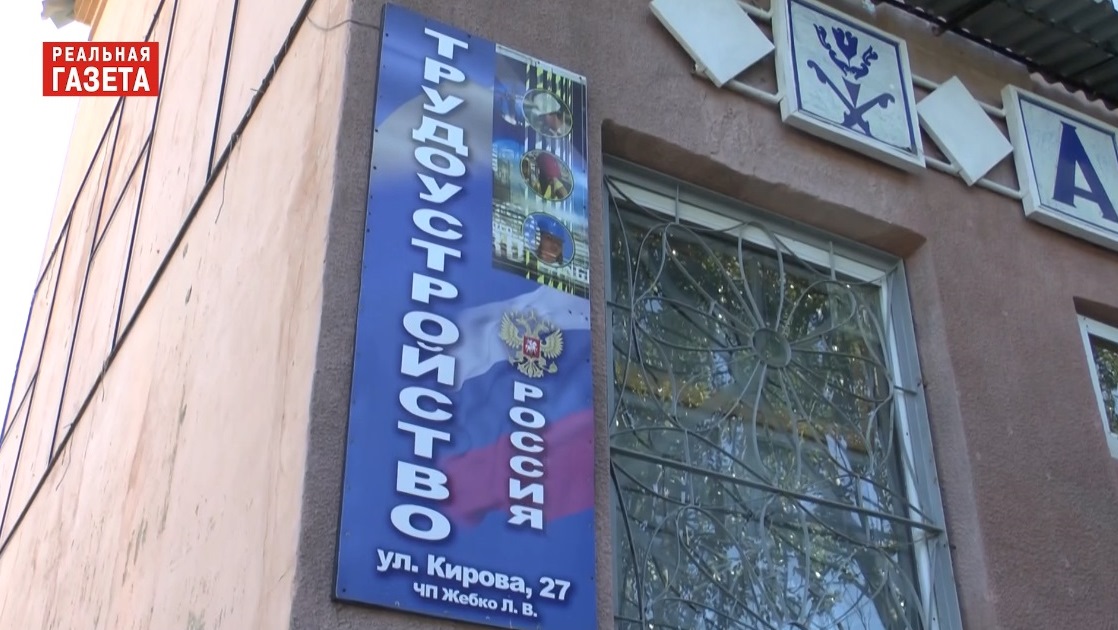 РЕАЛЬНАЯ
ГАЗЕТА
ТРУДОУСТРОЙСТВО
РОССИЯ
ул. Кирова, 27
ЧП Жебко Л. В.
А